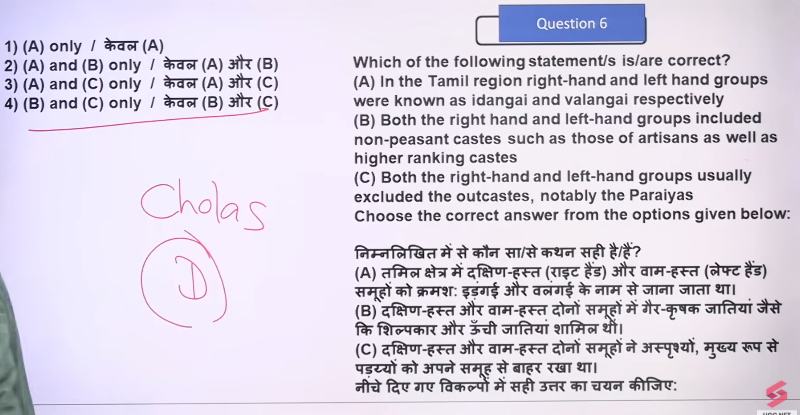 Question 6
1) (A) only / केवल (A)
2) (A) and (B) only / केवल (A) और (B)
3) (A) and (C) only / केवल (A) और (C)
4) (B) and (C) only / केवल (B) और (C)
Cholas
D
Which of the following statement/s is/are correct?
(A) In the Tamil region right-hand and left hand groups
were known as idangai and valangai respectively
(B) Both the right hand and left-hand groups included
non-peasant castes such as those of artisans as well as
higher ranking castes
(C) Both the right-hand and left-hand groups usually
excluded the outcastes, notably the Paraiyas
Choose the correct answer from the options given below:
निम्नलिखित में से कौन सा/से कथन सही है/हैं?
(A) तमिल क्षेत्र में दक्षिण-हस्त (राइट हैंड) और वाम-हस्त (लेफ्ट हैंड)
समूहों को क्रमश: इड़ंगई और वलंगई के नाम से जाना जाता था।
(B) दक्षिण-हस्त और वाम-हस्त दोनों समूहों में गैर-कृषक जातियां जैसे
कि शिल्पकार और ऊँची जातियां शामिल थीं।
(C) दक्षिण-हस्त और वाम-हस्त दोनों समूहों ने अस्पृश्यों, मुख्य रूप से
पड़य्यों को अपने समूह से बाहर रखा था।
नीचे दिए गए विकल्पों में सही उत्तर का चयन कीजिए: